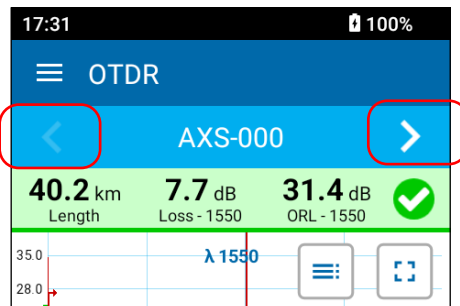 17:31 100%
OTDR
AXS-000
40.2 km 7.7 dB 31.4 dB
Length Loss - 1550 ORL - 1550
35.0 λ 1550
28.0